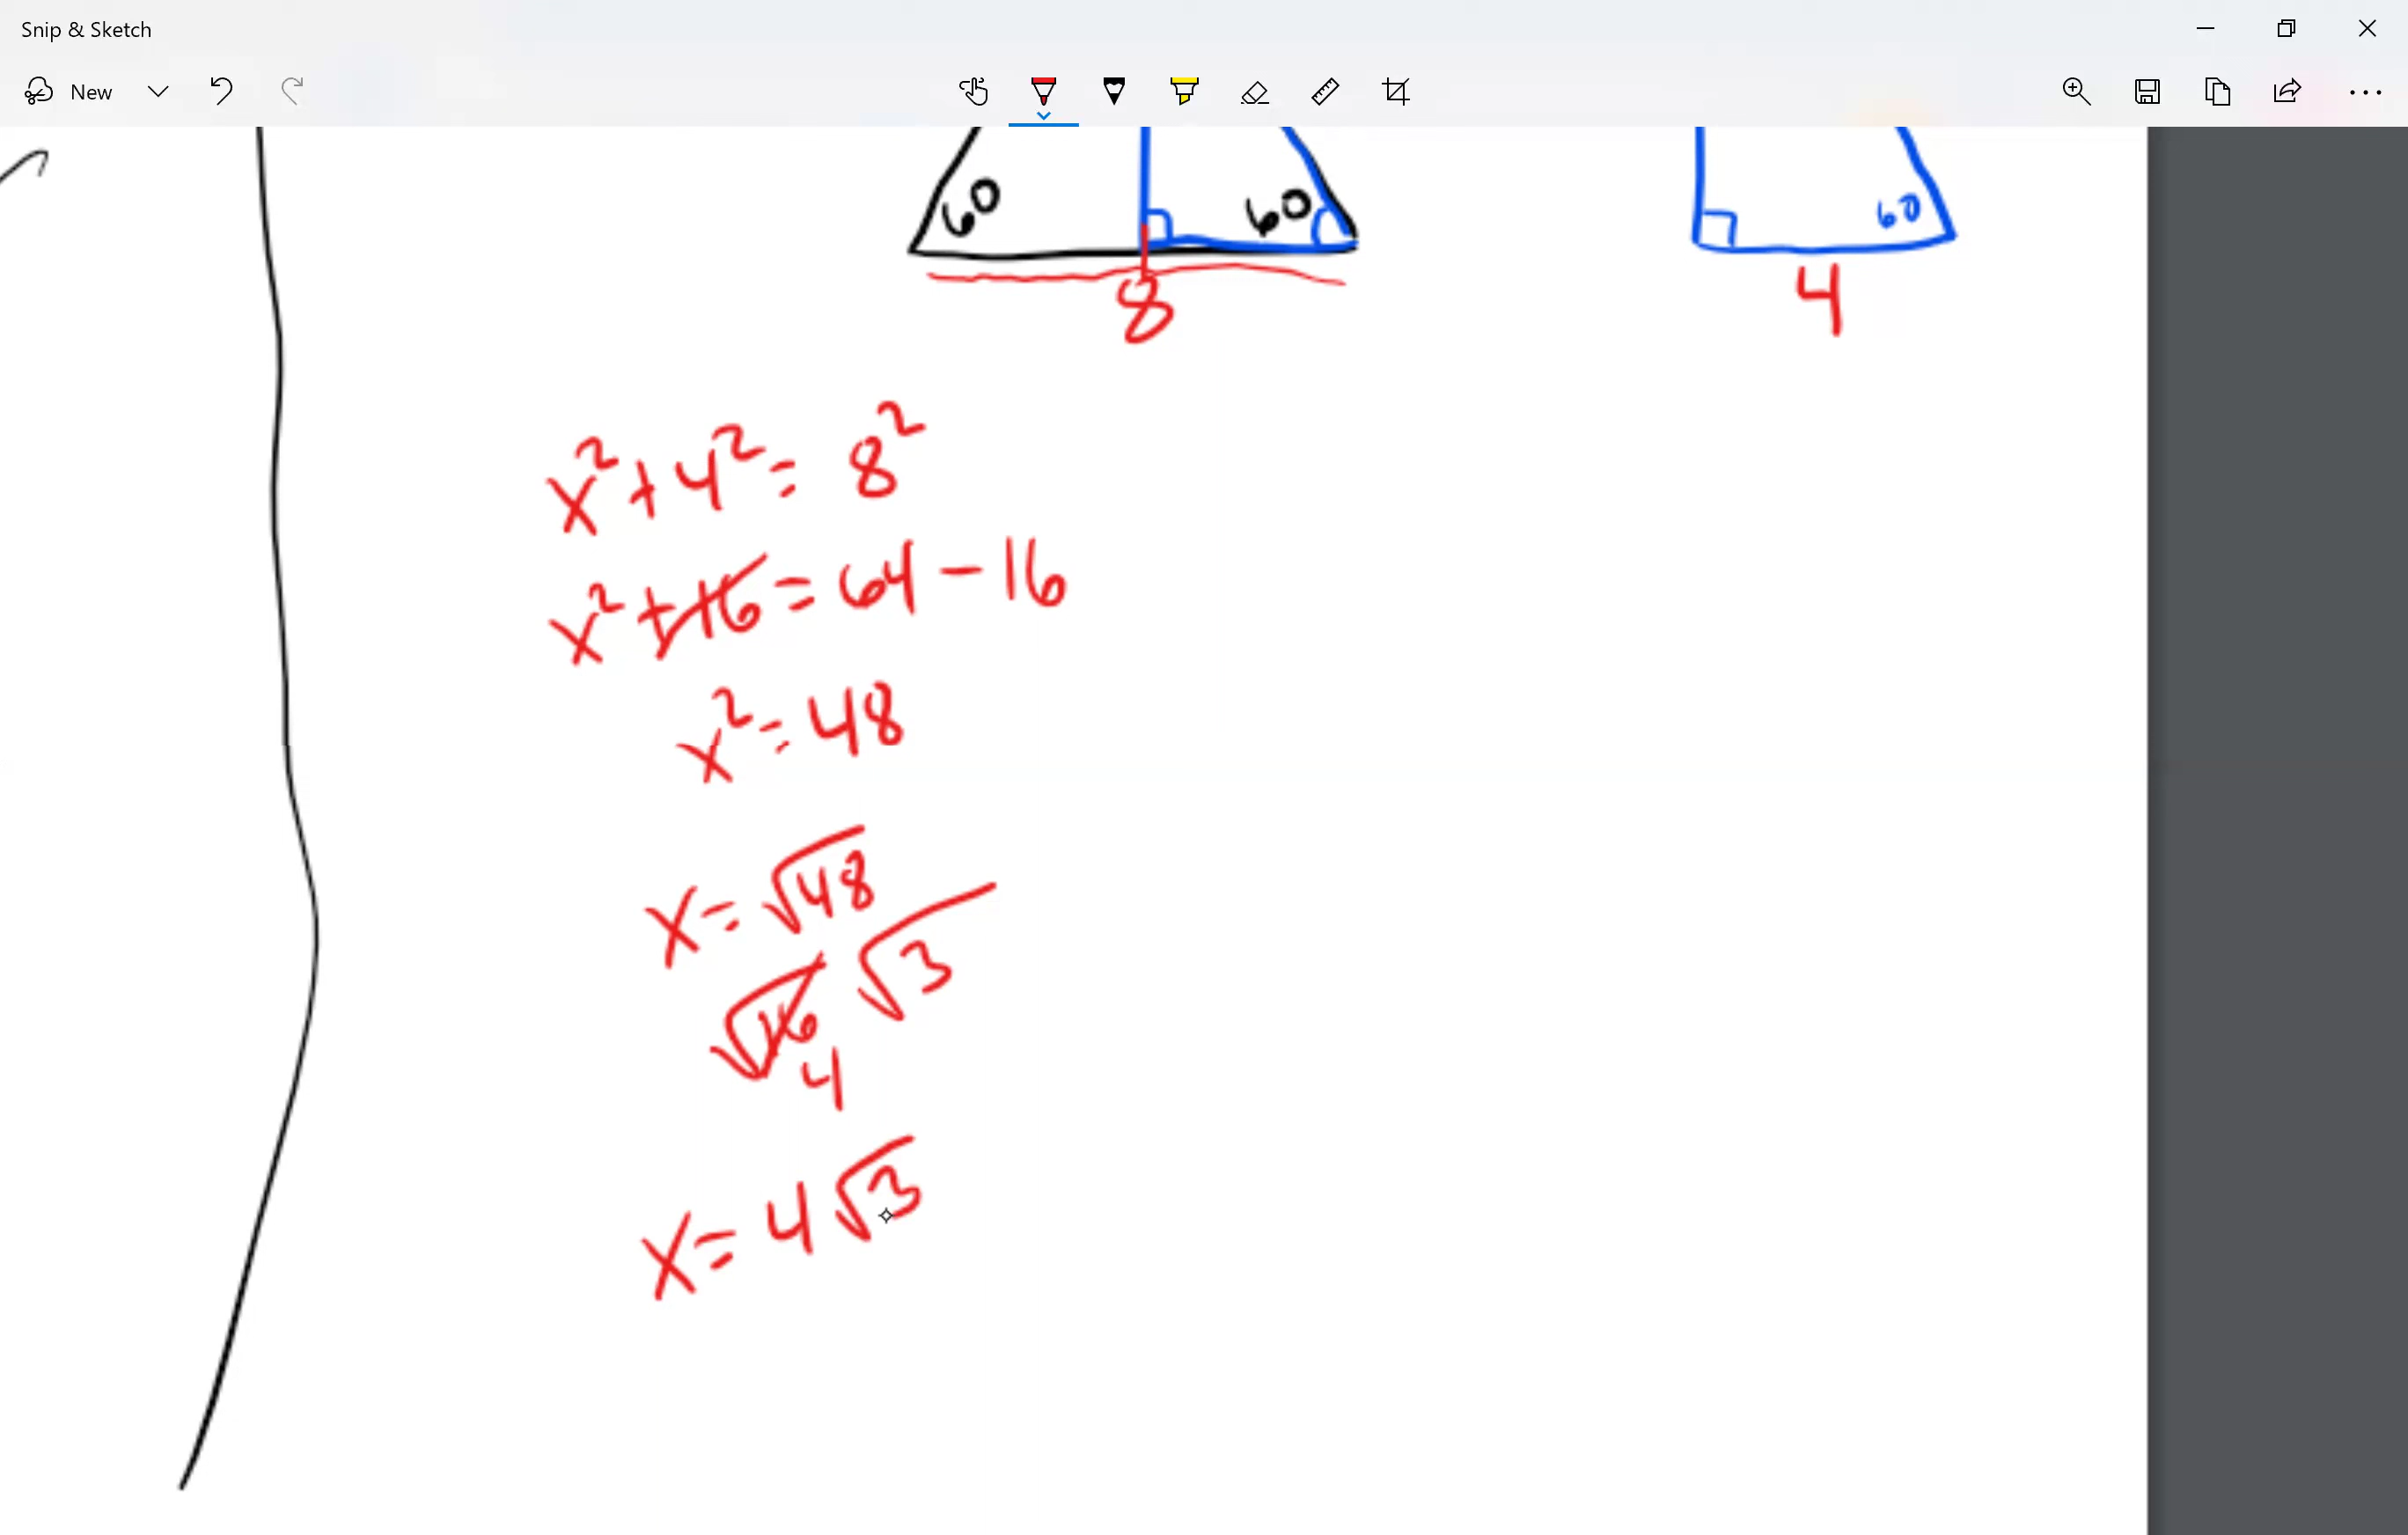 Snip & Sketch
New
60
60
60
8
4
x²+4²= 8²
x²+16=64-16
x²=48
x=√48
√16 √3
4
x=4√3